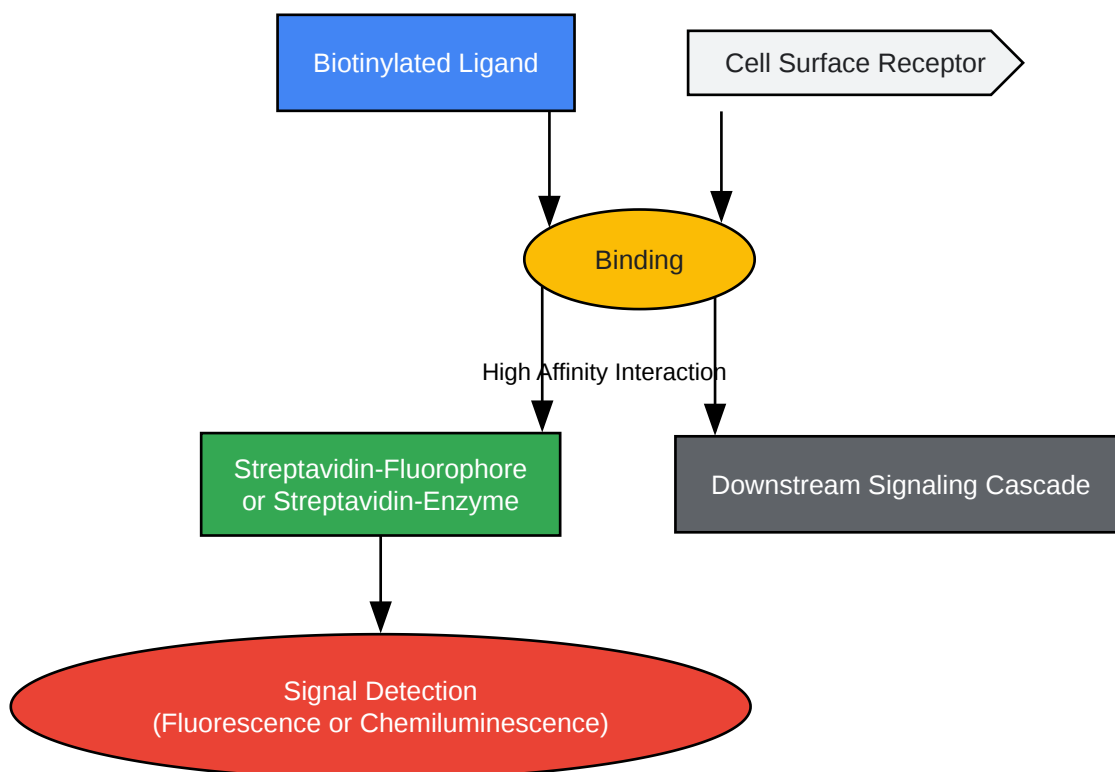 Biotinylated Ligand
Cell Surface Receptor
Binding
High Affinity Interaction
Streptavidin-Fluorophore
or Streptavidin-Enzyme
Downstream Signaling Cascade
Signal Detection
(Fluorescence or Chemiluminescence)